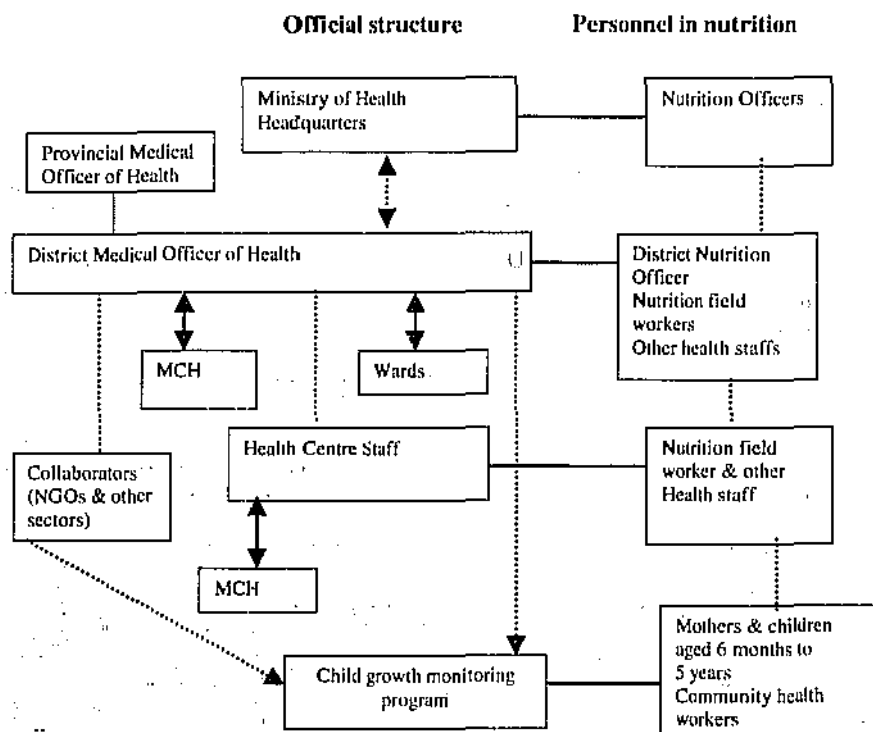 Official structure
Personnel in nutrition
Ministry of Health
Headquarters
Nutrition Officers
Provincial Medical
Officer of Health
District Medical Officer of Health
District Nutrition
Officer
Nutrition field
workers
Other health staffs
MCH
Wards
Health Centre Staff
Nutrition field
worker & other
Health staff
Collaborators
(NGOs & other
sectors)
MCH
Mothers & children
aged 6 months to
5 years
Community health
workers
Child growth monitoring
program